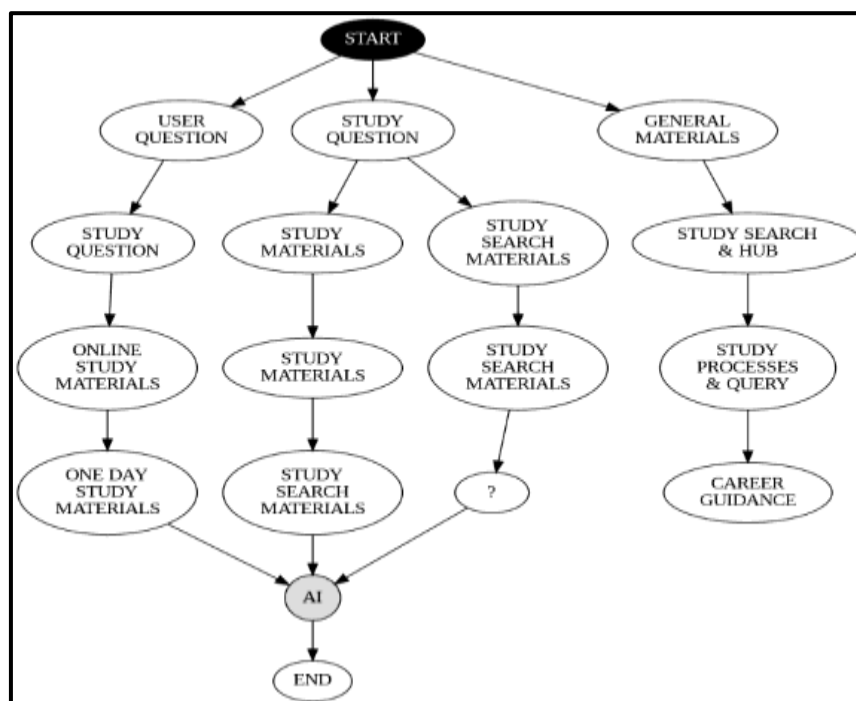 START
USER
QUESTION
STUDY
QUESTION
GENERAL
MATERIALS
STUDY
QUESTION
STUDY
MATERIALS
STUDY
SEARCH
MATERIALS
STUDY SEARCH
& HUB
ONLINE
STUDY
MATERIALS
STUDY
MATERIALS
STUDY
SEARCH
MATERIALS
STUDY
PROCESSES
& QUERY
ONE DAY
STUDY
MATERIALS
STUDY
SEARCH
MATERIALS
?
CAREER
GUIDANCE
AI
END